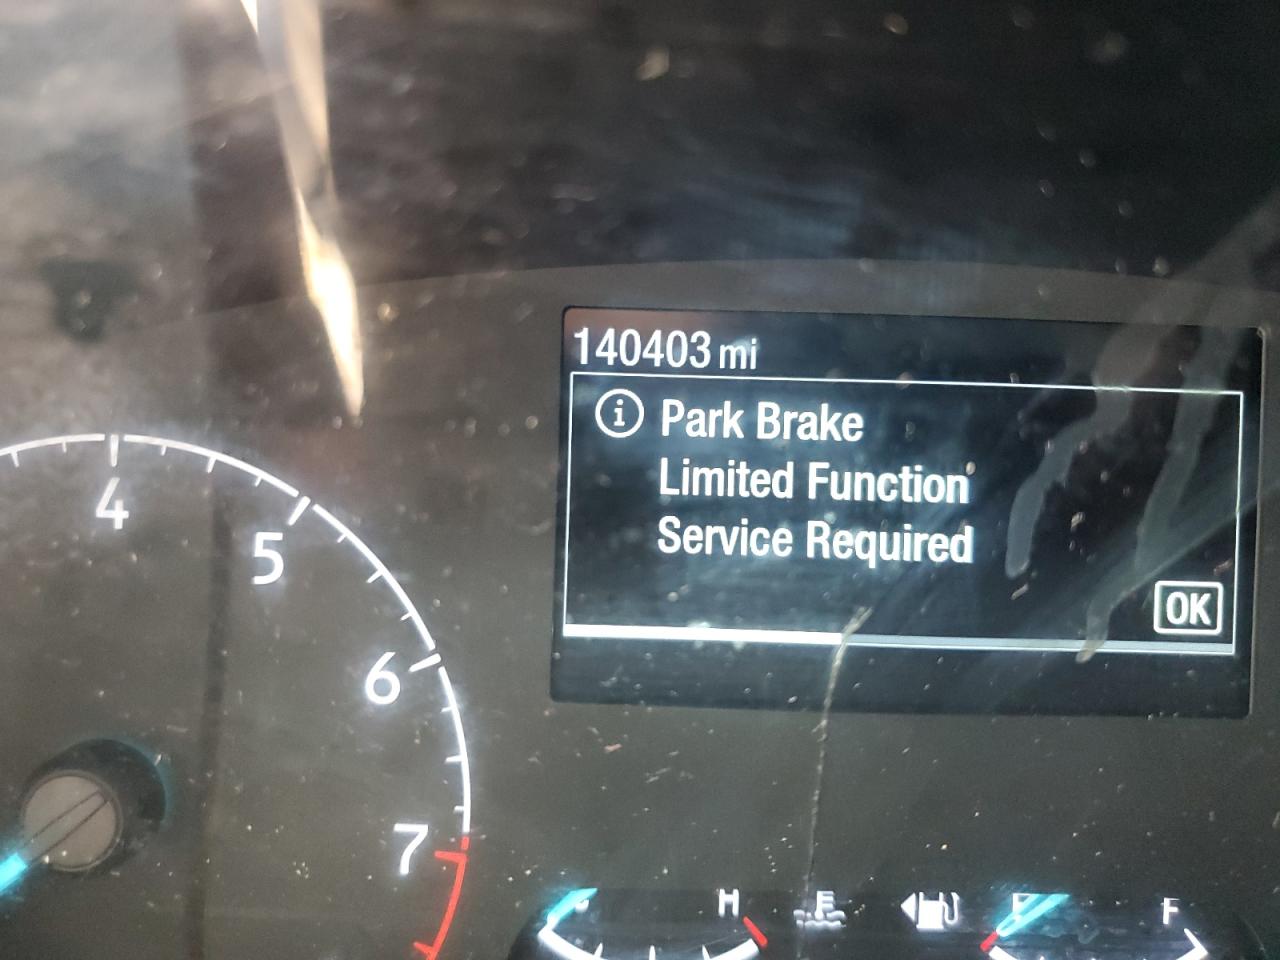 140403 mi
Park Brake
Limited Function
Service Required
OK
4
5
6
7
H
E
F